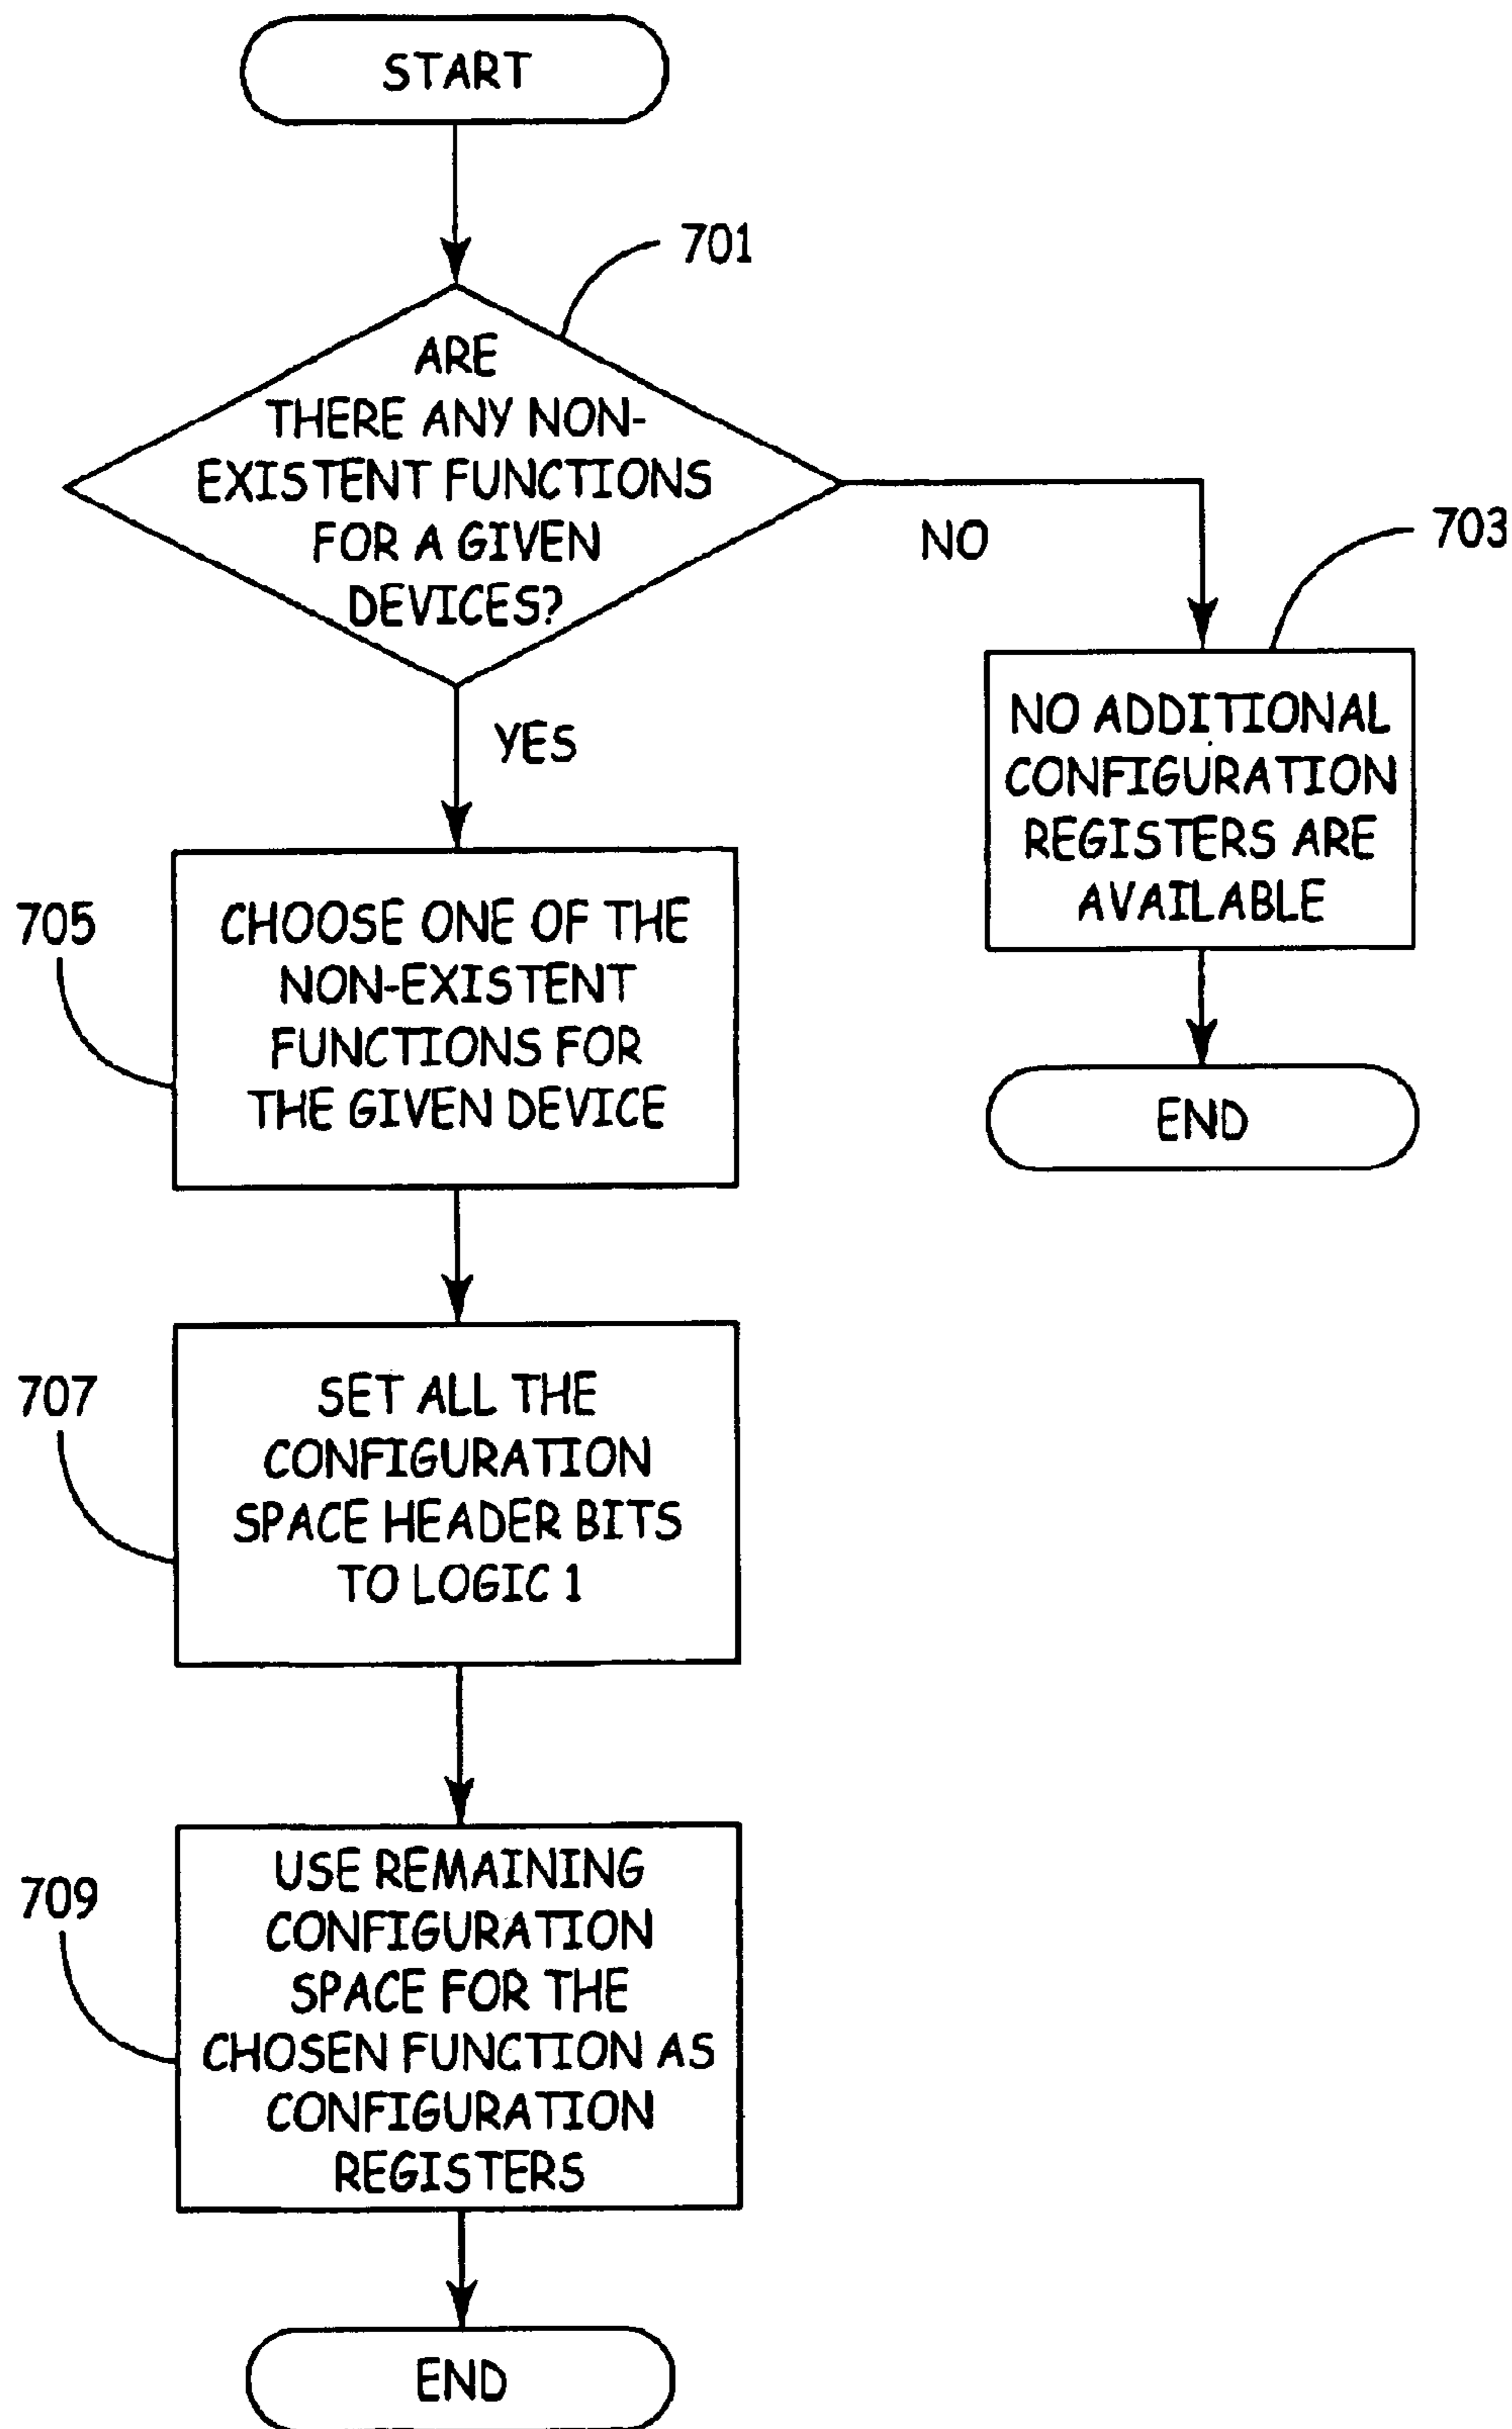 START
701
ARE
THERE ANY NON-
EXISTENT FUNCTIONS
FOR A GIVEN
DEVICES?
NO
703
NO ADDITIONAL
CONFIGURATION
REGISTERS ARE
AVAILABLE
END
YES
705
CHOOSE ONE OF THE
NON-EXISTENT
FUNCTIONS FOR
THE GIVEN DEVICE
707
SET ALL THE
CONFIGURATION
SPACE HEADER BITS
TO LOGIC 1
709
USE REMAINING
CONFIGURATION
SPACE FOR THE
CHOSEN FUNCTION AS
CONFIGURATION
REGISTERS
END